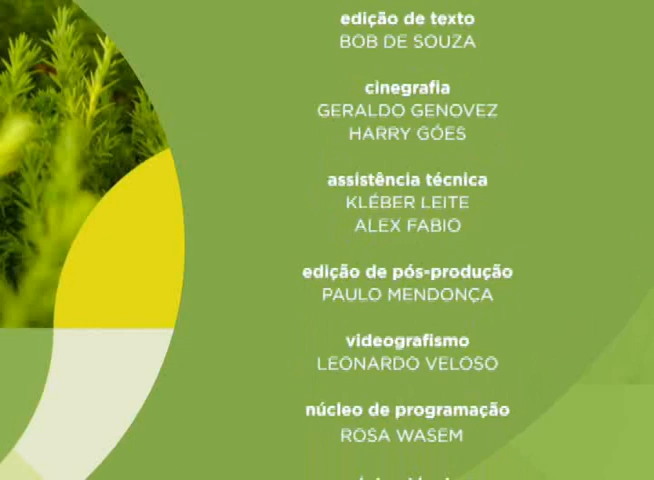 edição de texto
BOB DE SOUZA
cinegrafia
GERALDO GENOVEZ
HARRY GÓES
assistência técnica
KLÉBER LEITE
ALEX FABIO
edição de pós-produção
PAULO MENDONÇA
videografismo
LEONARDO VELOSO
núcleo de programação
ROSA WASEM